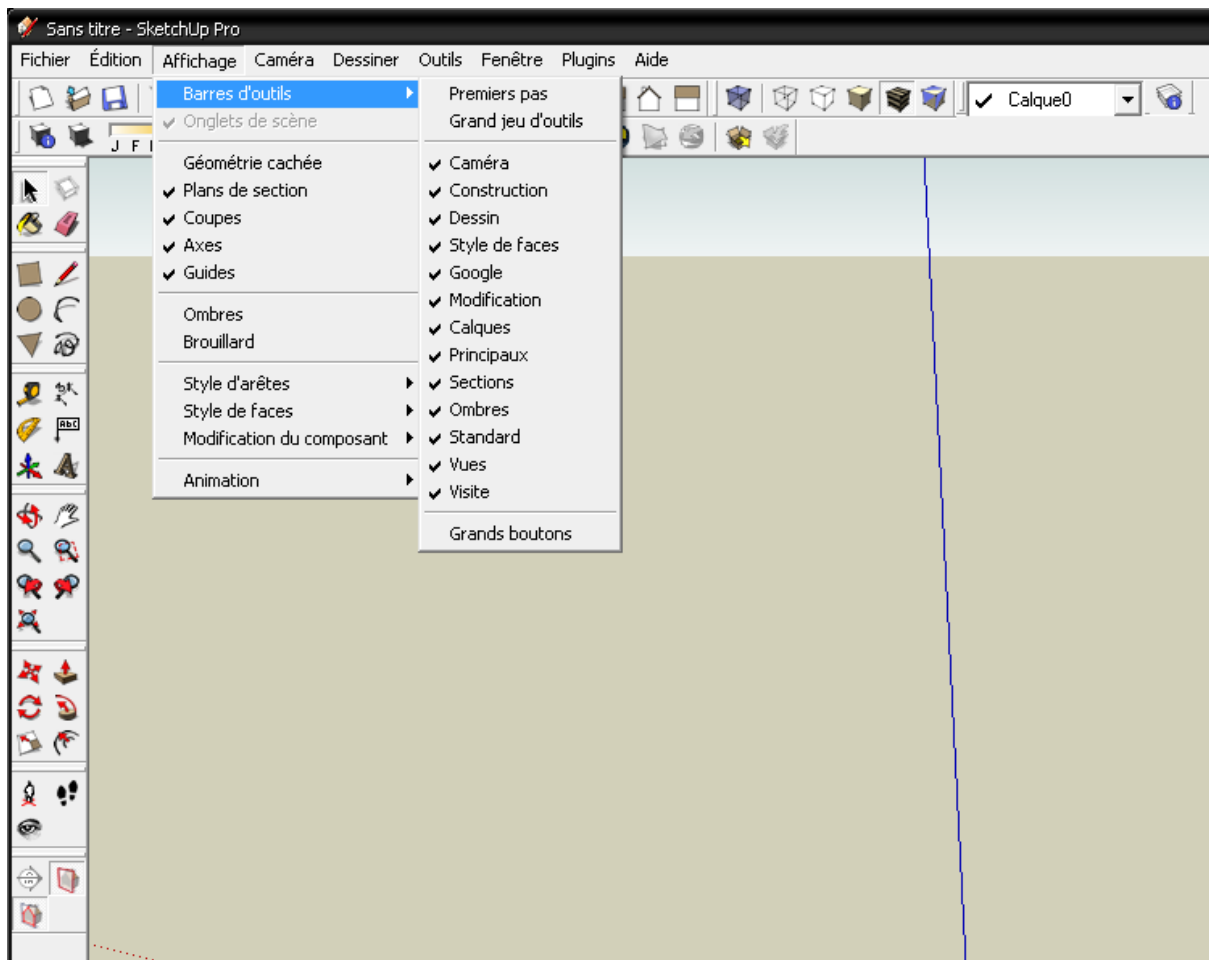 Sans titre - SketchUp Pro
Fichier Édition Affichage Caméra Dessiner Outils Fenêtre Plugins Aide
Barres d'outils
Onglets de scène
Géométrie cachée
Plans de section
Coupes
Axes
Guides
Ombres
Brouillard
Style d'arêtes
Style de faces
Modification du composant
Animation
Premiers pas
Grand jeu d'outils
Caméra
Construction
Dessin
Style de faces
Google
Modification
Calques
Principaux
Sections
Ombres
Standard
Vues
Visite
Grands boutons
Calque0
J F
ABC